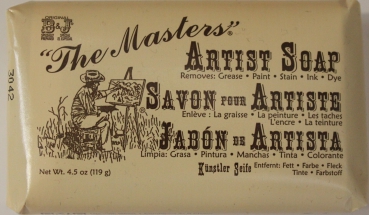 ORIGINAL
B&J
"The Masters"®
ARTIST SOAP
Removes: Grease • Paint • Stain • Ink • Dye
SAVON POUR ARTISTE
Enlève : La graisse • La peinture • Les taches
L'encre • La teinture
JABÓN DE ARTISTA
Limpia: Grasa • Pintura • Manchas • Tinta • Colorante
Künstler Seife Entfernt: Fett • Farbe • Fleck
Tinte • Farbstoff
Net Wt. 4.5 oz (119 g)
3042